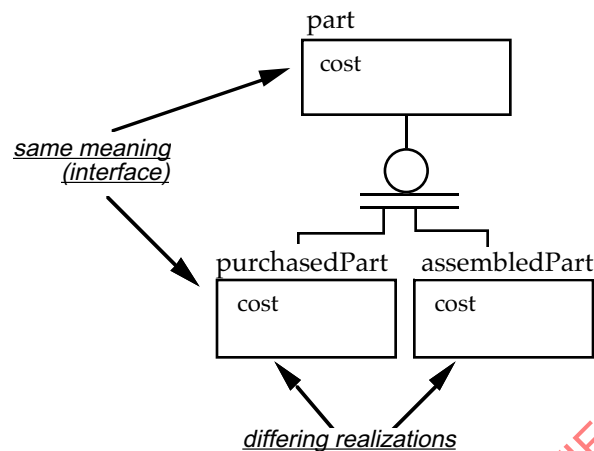 part
cost
same meaning
(interface)
purchasedPart
assembledPart
cost
cost
differing realizations